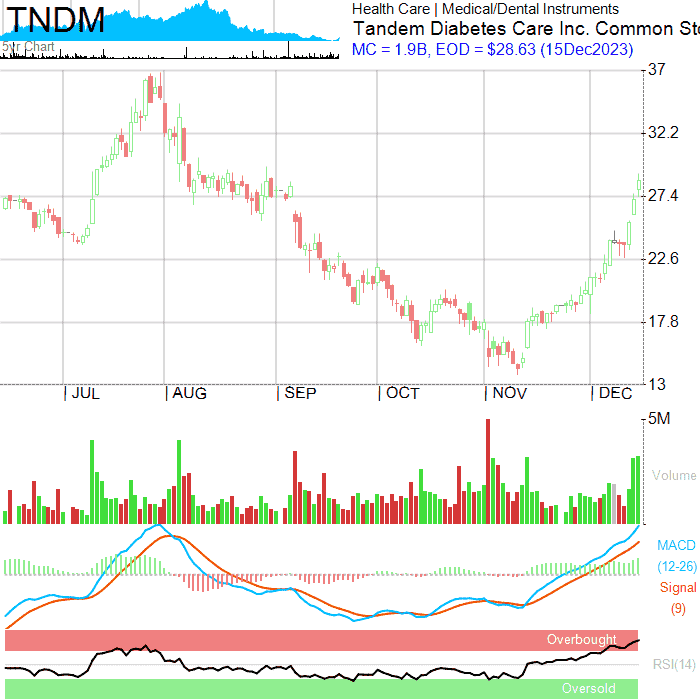 TNDM
5yr Chart
Health Care | Medical/Dental Instruments
Tandem Diabetes Care Inc. Common Sto
MC = 1.9B, EOD = $28.63 (15Dec2023)
37
32.2
27.4
22.6
17.8
13
JUL AUG SEP OCT NOV DEC
5M
Volume
MACD
(12-26)
Signal
(9)
Overbought
RSI(14)
Oversold